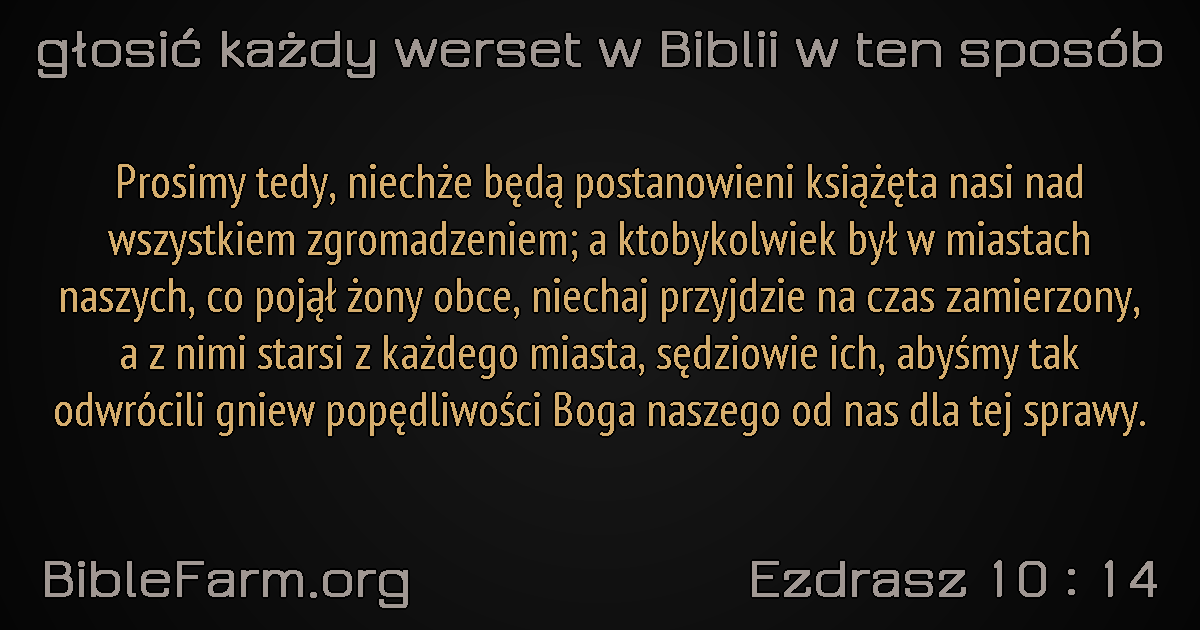 głosić każdy werset w Biblii w ten sposób
Prosimy tedy, niechże będą postanowieni książęta nasi nad
wszystkiem zgromadzeniem; a ktobykolwiek był w miastach
naszych, co pojął żony obce, niechaj przyjdzie na czas zamierzony,
a z nimi starsi z każdego miasta, sędziowie ich, abyśmy tak
odwrócili gniew popędliwości Boga naszego od nas dla tej sprawy.
BibleFarm.org
Ezdrasz 10 : 14